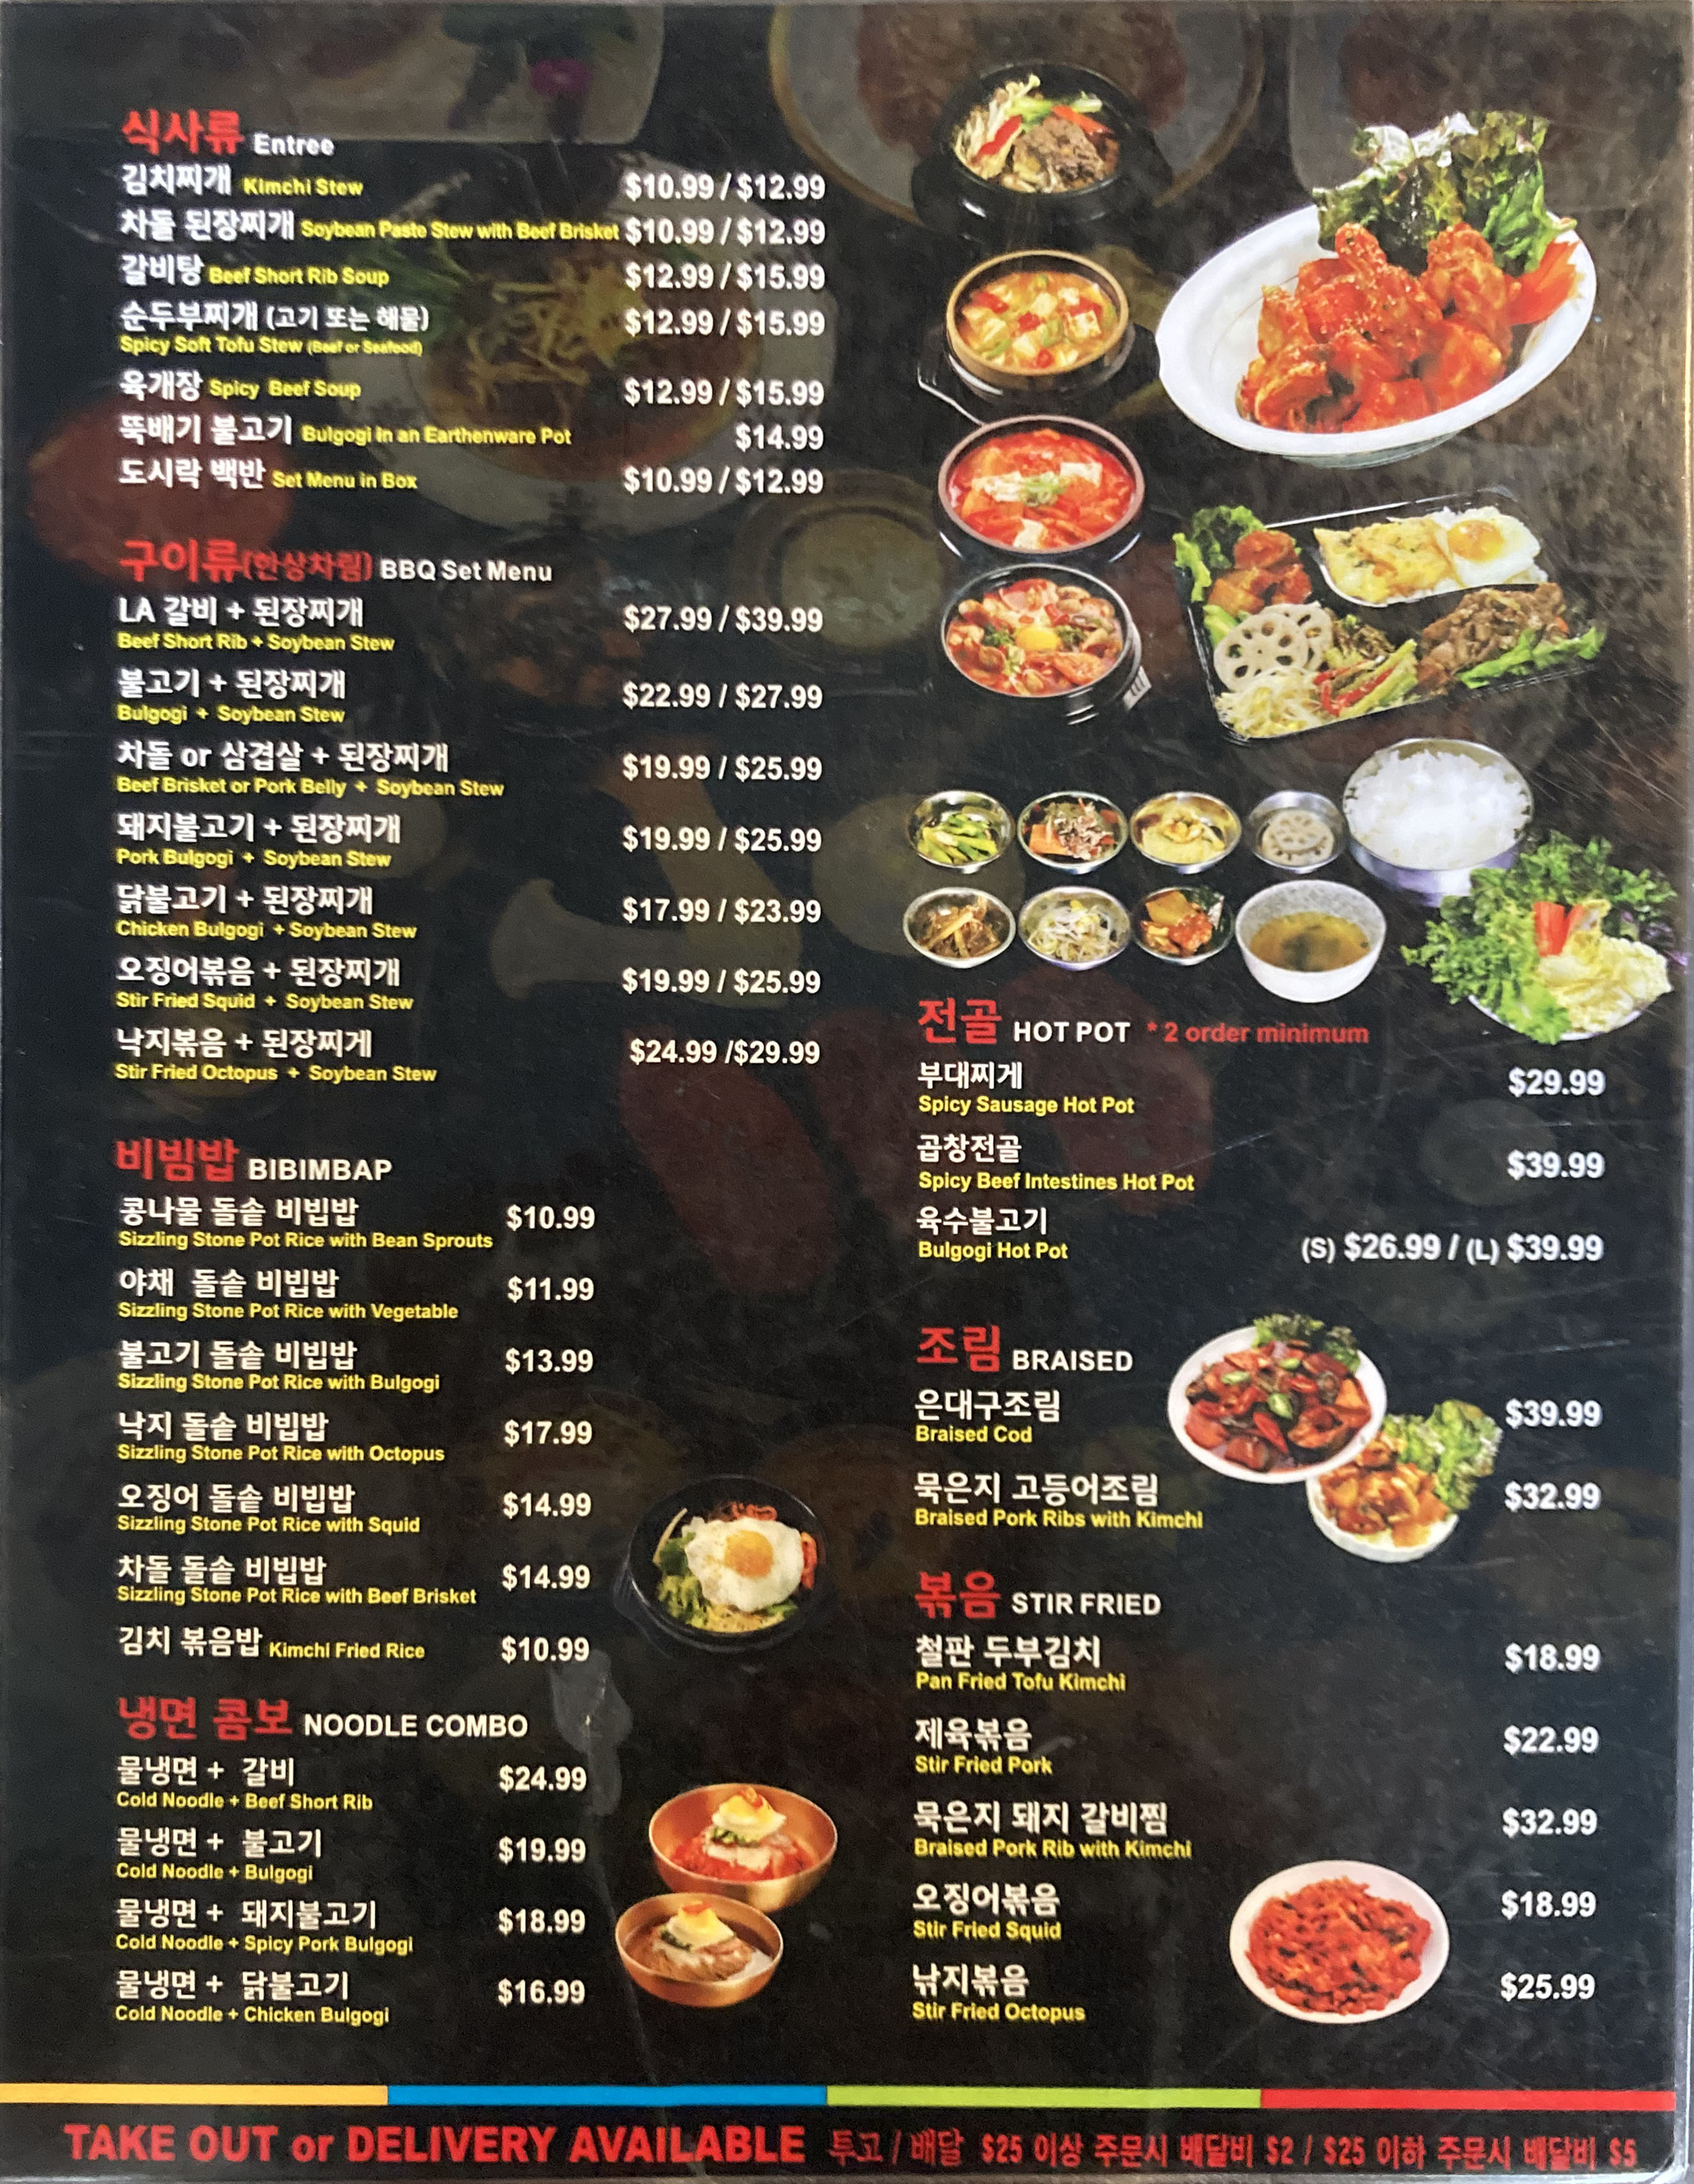 식사류 Entree
김치찌개 Kimchi Stew $10.99 / $12.99
차돌 된장찌개 Soybean Paste Stew with Beef Brisket $10.99 / $12.99
갈비탕 Beef Short Rib Soup $12.99 / $15.99
순두부찌개 (고기 또는 해물) $12.99 / $15.99
Spicy Soft Tofu Stew (Beef or Seafood)
육개장 Spicy Beef Soup $12.99 / $15.99
뚝배기 불고기 Bulgogi in an Earthenware Pot $14.99
도시락 백반 Set Menu in Box $10.99 / $12.99
구이류(한상차림) BBQ Set Menu
LA 갈비 + 된장찌개 $27.99 / $39.99
Beef Short Rib + Soybean Stew
불고기 + 된장찌개 $22.99 / $27.99
Bulgogi + Soybean Stew
차돌 or 삼겹살 + 된장찌개 $19.99 / $25.99
Beef Brisket or Pork Belly + Soybean Stew
돼지불고기 + 된장찌개 $19.99 / $25.99
Pork Bulgogi + Soybean Stew
닭불고기 + 된장찌개 $17.99 / $23.99
Chicken Bulgogi + Soybean Stew
오징어볶음 + 된장찌개 $19.99 / $25.99
Stir Fried Squid + Soybean Stew
낙지볶음 + 된장찌게 $24.99 /$29.99
Stir Fried Octopus + Soybean Stew
비빔밥 BIBIMBAP
콩나물 돌솥 비빕밥 $10.99
Sizzling Stone Pot Rice with Bean Sprouts
야채 돌솥 비빕밥 $11.99
Sizzling Stone Pot Rice with Vegetable
불고기 돌솥 비빕밥 $13.99
Sizzling Stone Pot Rice with Bulgogi
낙지 돌솥 비빕밥 $17.99
Sizzling Stone Pot Rice with Octopus
오징어 돌솥 비빕밥 $14.99
Sizzling Stone Pot Rice with Squid
차돌 돌솥 비빕밥 $14.99
Sizzling Stone Pot Rice with Beef Brisket
김치 볶음밥 Kimchi Fried Rice $10.99
냉면 콤보 NOODLE COMBO
물냉면 + 갈비 $24.99
Cold Noodle + Beef Short Rib
물냉면 + 불고기 $19.99
Cold Noodle + Bulgogi
물냉면 + 돼지불고기 $18.99
Cold Noodle + Spicy Pork Bulgogi
물냉면 + 닭불고기 $16.99
Cold Noodle + Chicken Bulgogi
전골 HOT POT * 2 order minimum
부대찌게 $29.99
Spicy Sausage Hot Pot
곱창전골 $39.99
Spicy Beef Intestines Hot Pot
육수불고기 (S) $26.99 / (L) $39.99
Bulgogi Hot Pot
조림 BRAISED
은대구조림 $39.99
Braised Cod
묵은지 고등어조림 $32.99
Braised Pork Ribs with Kimchi
볶음 STIR FRIED
철판 두부김치 $18.99
Pan Fried Tofu Kimchi
제육볶음 $22.99
Stir Fried Pork
묵은지 돼지 갈비찜 $32.99
Braised Pork Rib with Kimchi
오징어볶음 $18.99
Stir Fried Squid
낚지볶음 $25.99
Stir Fried Octopus
TAKE OUT or DELIVERY AVAILABLE 투고 / 배달 $25 이상 주문시 배달비 $2 / $25 이하 주문시 배달비 $5